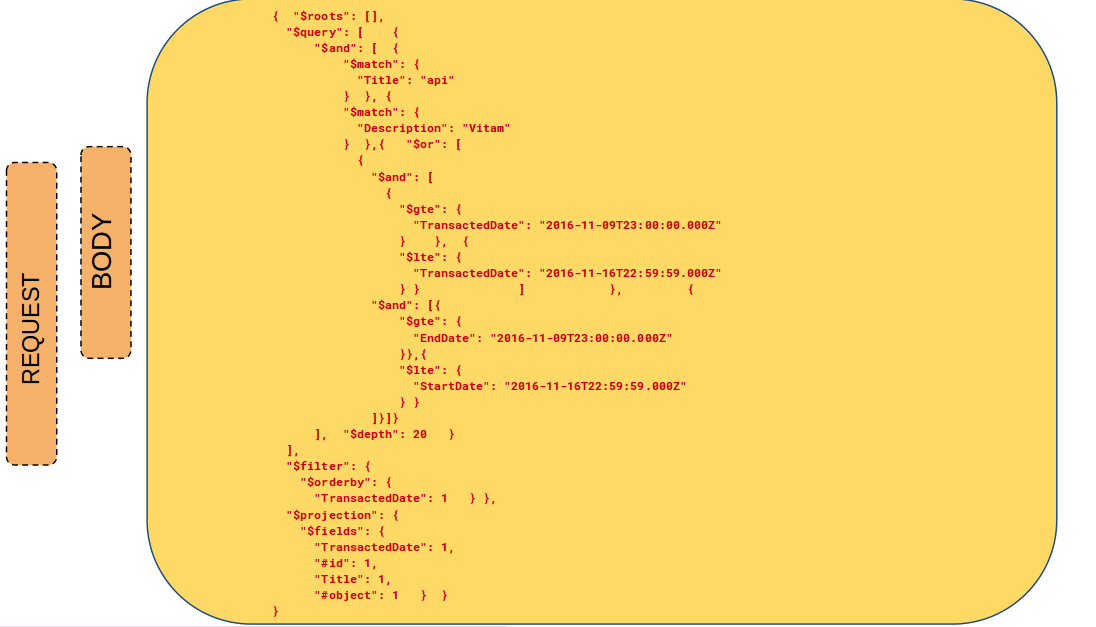 REQUEST
BODY
{  "$roots": [],
"$query": [    {
"$and": [  {
"$match": {
"Title": "api"
}  }, {
"$match": {
"Description": "Vitam"
}  },{   "$or": [
{
"$and": [
{
"$gte": {
"TransactedDate": "2016-11-09T23:00:00.000Z"
}    },  {
"$lte": {
"TransactedDate": "2016-11-16T22:59:59.000Z"
} }              ]            },         {
"$and": [{
"$gte": {
"EndDate": "2016-11-09T23:00:00.000Z"
}},{
"$lte": {
"StartDate": "2016-11-16T22:59:59.000Z"
} }
]}]}
],  "$depth": 20   }
],
"$filter": {
"$orderby": {
"TransactedDate": 1   } },
"$projection": {
"$fields": {
"TransactedDate": 1,
"#id": 1,
"Title": 1,
"#object": 1   }  }
}